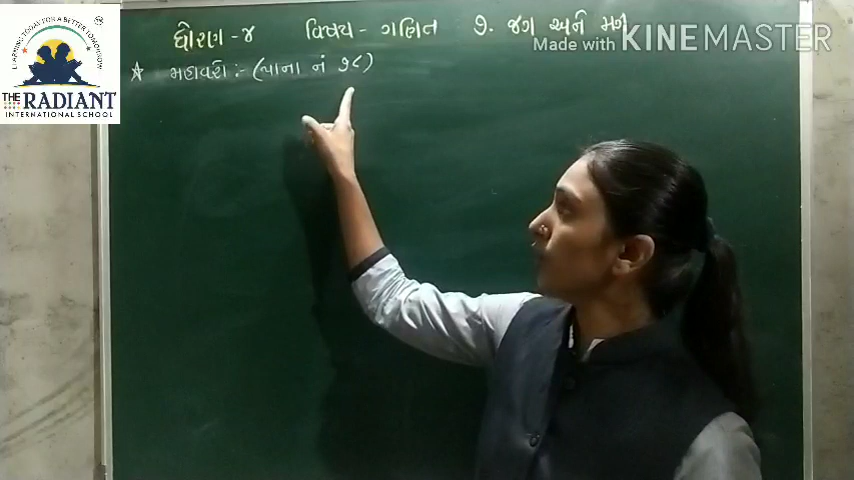 ધોરણ - ૪ વિષય - ગણિત ૭. જગ અને મગ
★ મહાવરો :- (પાના નં ૭૮)
Made with KINEMASTER
LEARNING TODAY FOR A BETTER TOMORROW
THE RADIANT
INTERNATIONAL SCHOOL